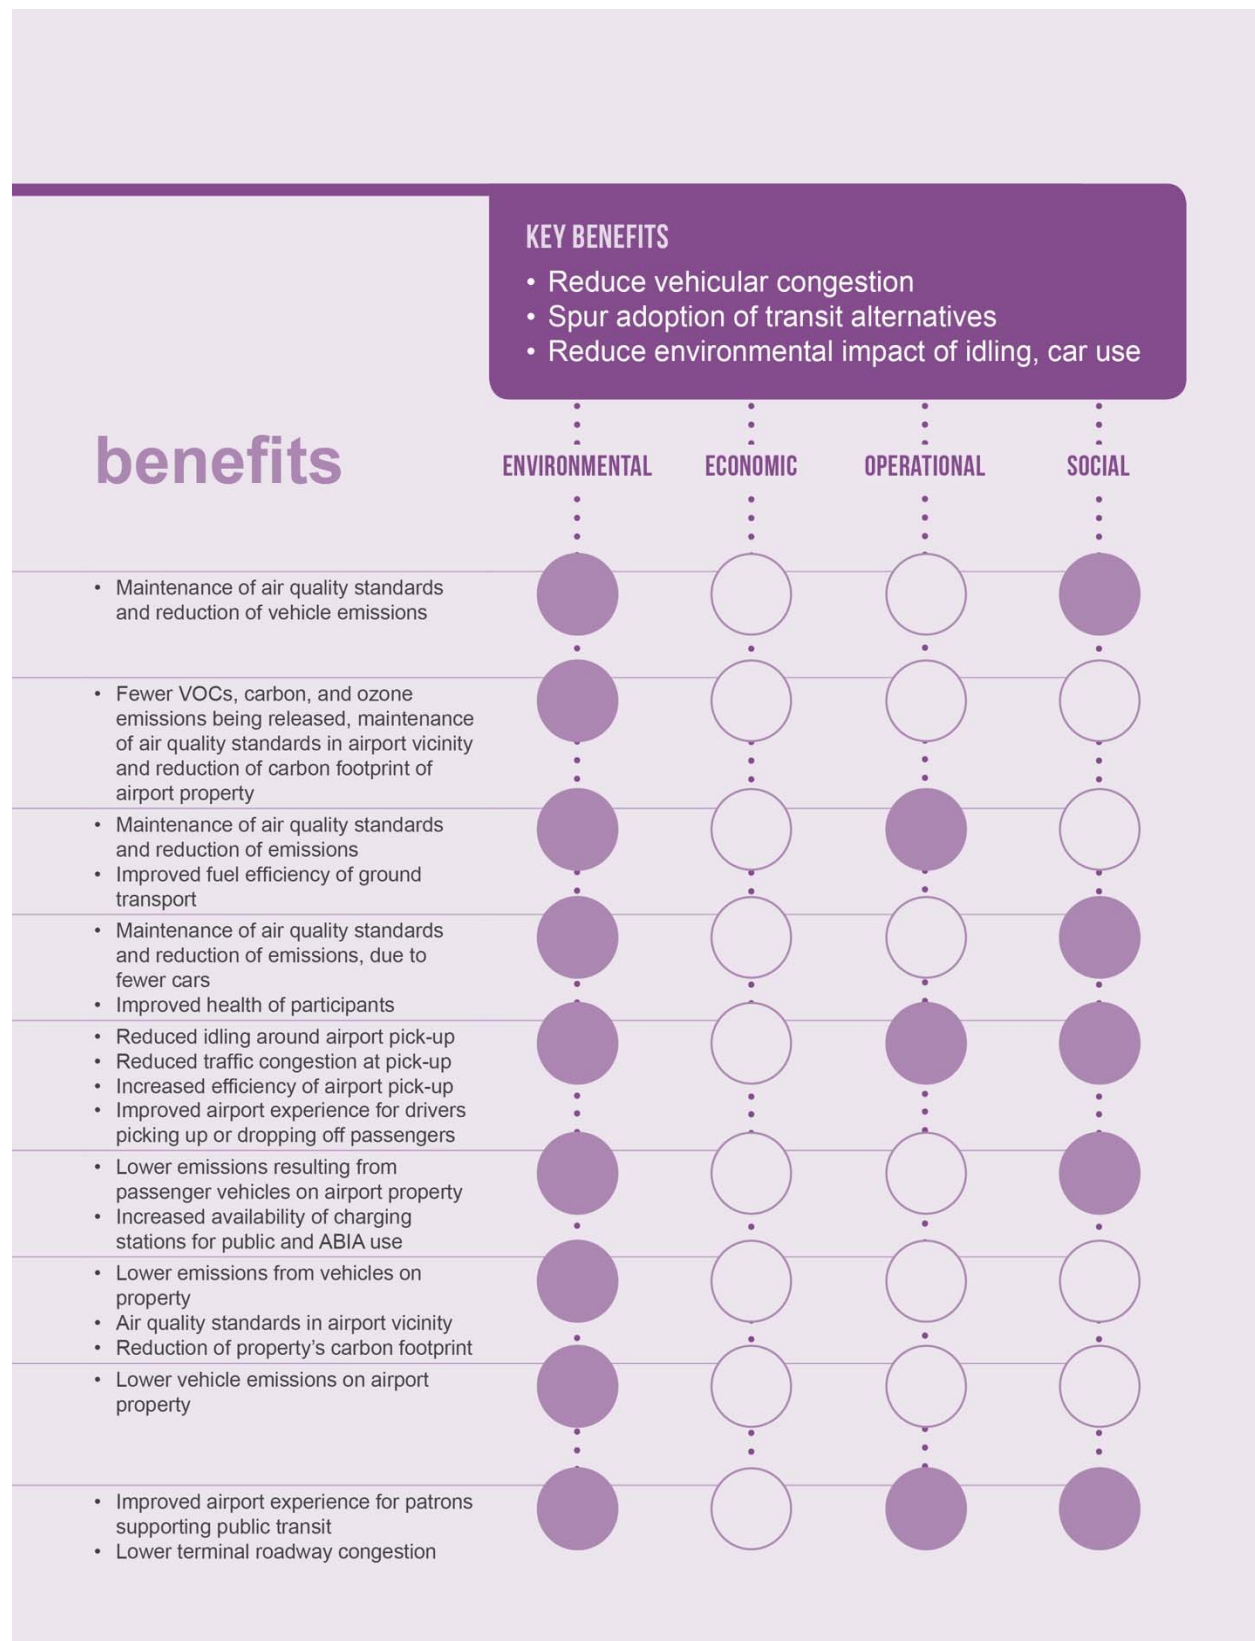 KEY BENEFITS
• Reduce vehicular congestion
• Spur adoption of transit alternatives
• Reduce environmental impact of idling, car use
benefits
ENVIRONMENTAL ECONOMIC OPERATIONAL SOCIAL
• Maintenance of air quality standards
and reduction of vehicle emissions
• Fewer VOCs, carbon, and ozone
emissions being released, maintenance
of air quality standards in airport vicinity
and reduction of carbon footprint of
airport property
• Maintenance of air quality standards
and reduction of emissions
• Improved fuel efficiency of ground
transport
• Maintenance of air quality standards
and reduction of emissions, due to
fewer cars
• Improved health of participants
• Reduced idling around airport pick-up
• Reduced traffic congestion at pick-up
• Increased efficiency of airport pick-up
• Improved airport experience for drivers
picking up or dropping off passengers
• Lower emissions resulting from
passenger vehicles on airport property
• Increased availability of charging
stations for public and ABIA use
• Lower emissions from vehicles on
property
• Air quality standards in airport vicinity
• Reduction of property’s carbon footprint
• Lower vehicle emissions on airport
property
• Improved airport experience for patrons
supporting public transit
• Lower terminal roadway congestion